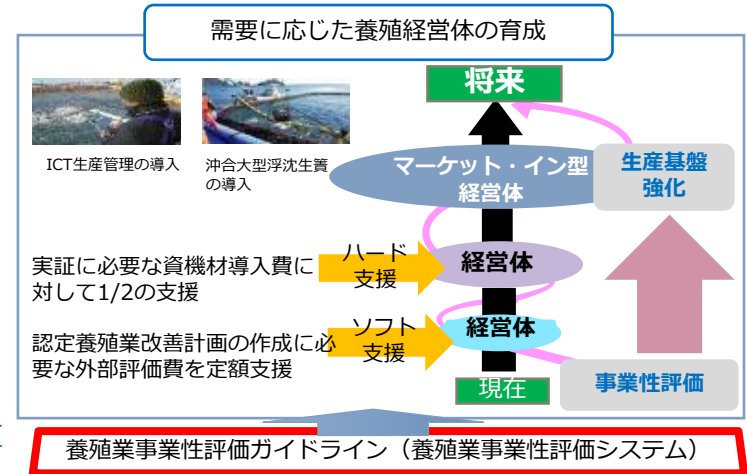 需要に応じた養殖経営体の育成
将来
ICT生産管理の導入
沖合大型浮沈生簀
の導入
マーケット・イン型
経営体
生産基盤
強化
実証に必要な資機材導入費に
対して1/2の支援
ハード
支援
経営体
認定養殖業改善計画の作成に必
要な外部評価費を定額支援
ソフト
支援
経営体
現在
事業性評価
養殖業事業性評価ガイドライン（養殖業事業性評価システム）